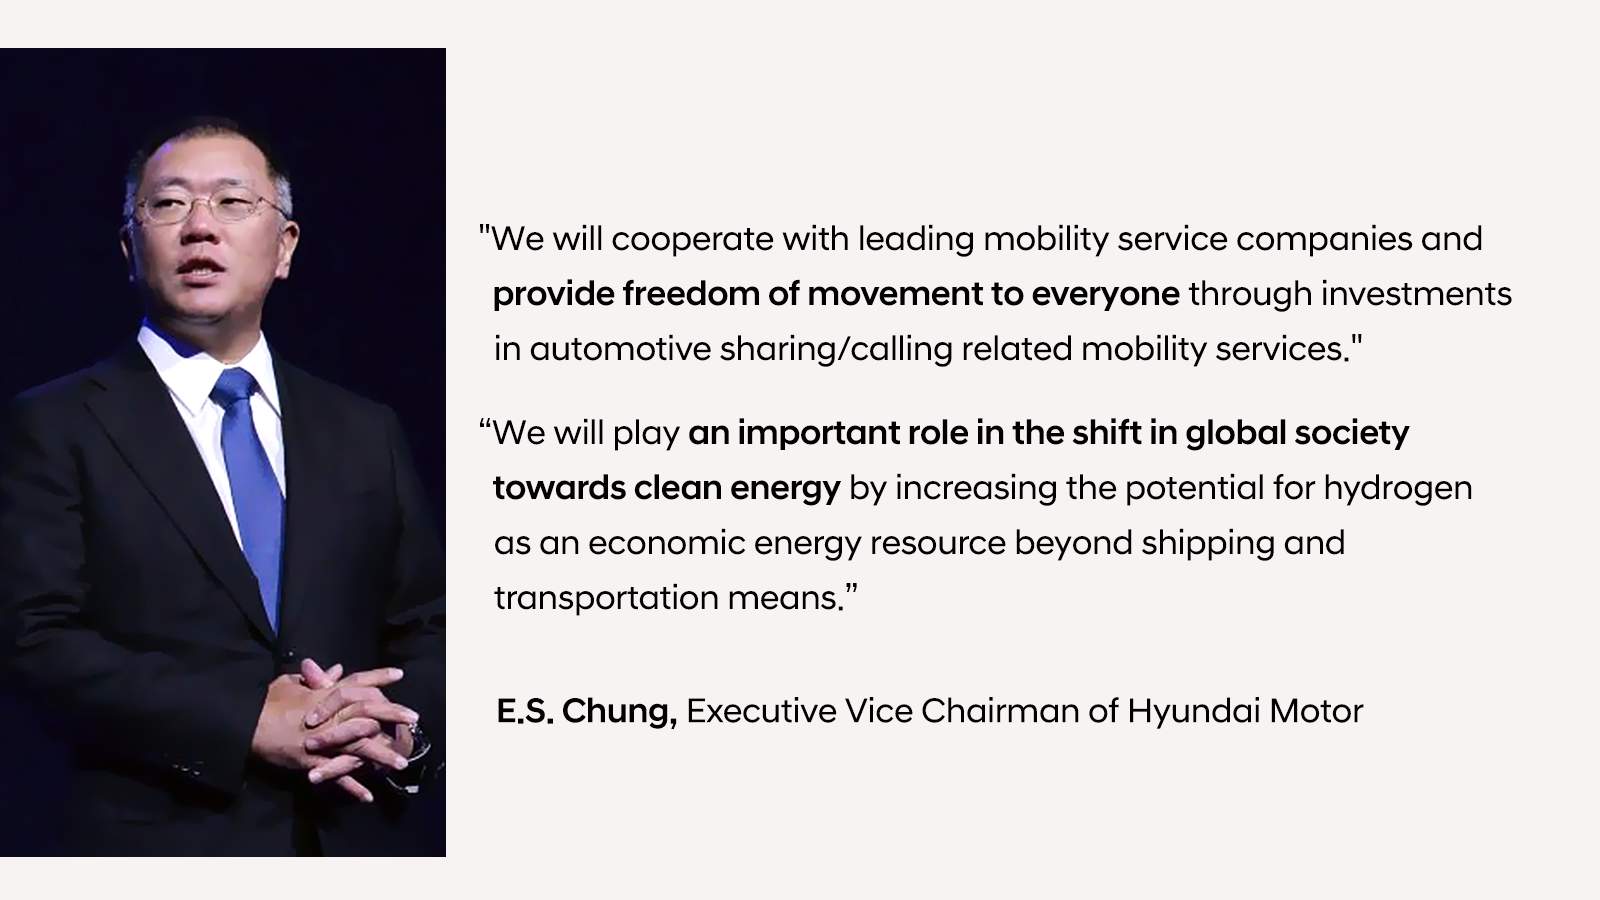 "We will cooperate with leading mobility service companies and
provide freedom of movement to everyone through investments
in automotive sharing/calling related mobility services."
“We will play an important role in the shift in global society
towards clean energy by increasing the potential for hydrogen
as an economic energy resource beyond shipping and
transportation means.”
E.S. Chung, Executive Vice Chairman of Hyundai Motor